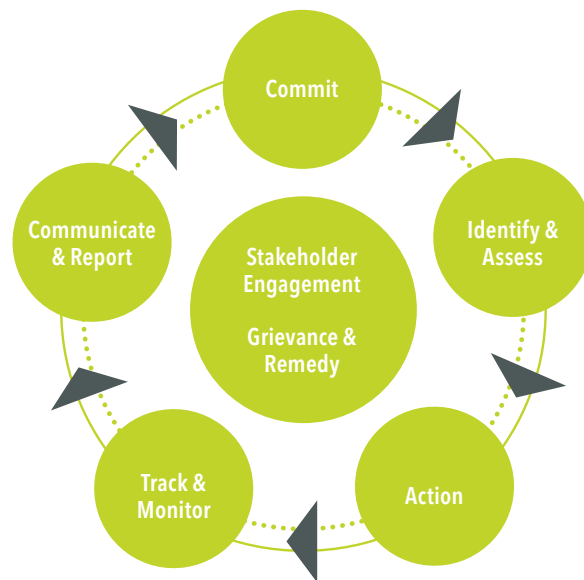 Commit
Identify &
Assess
Action
Track &
Monitor
Communicate
& Report
Stakeholder
Engagement
Grievance &
Remedy